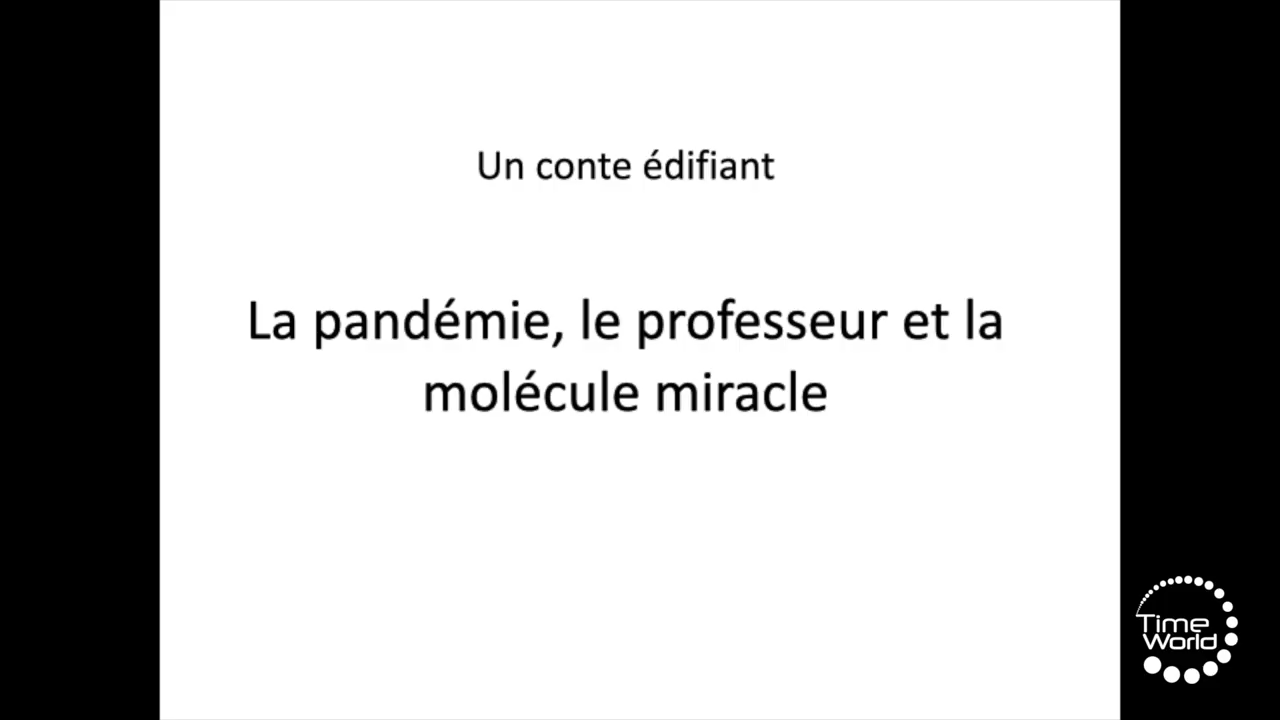 Un conte édifiant
La pandémie, le professeur et la
molécule miracle
Time
World